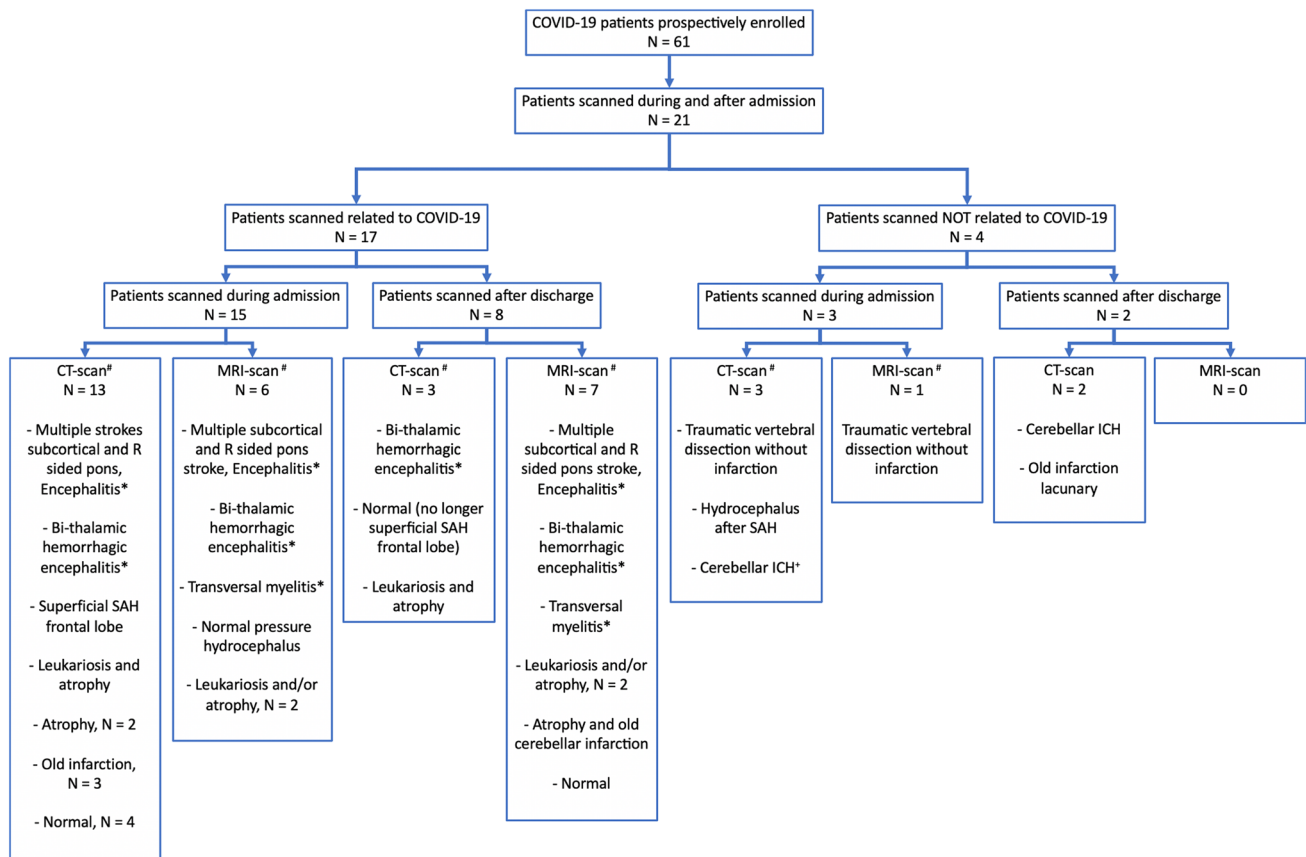 COVID-19 patients prospectively enrolled
N = 61
Patients scanned during and after admission
N = 21
Patients scanned related to COVID-19
N = 17
Patients scanned NOT related to COVID-19
N = 4
Patients scanned during admission
N = 15
Patients scanned after discharge
N = 8
Patients scanned during admission
N = 3
Patients scanned after discharge
N = 2
CT-scan#
N = 13
- Multiple strokes
subcortical and R
sided pons,
Encephalitis*
- Bi-thalamic
hemorrhagic
encephalitis*
- Superficial SAH
frontal lobe
- Leukariosis and
atrophy
- Atrophy, N = 2
- Old infarction,
N = 3
- Normal, N = 4
MRI-scan #
N = 6
- Multiple subcortical
and R sided pons
stroke, Encephalitis*
- Bi-thalamic
hemorrhagic
encephalitis*
- Transversal myelitis*
- Normal pressure
hydrocephalus
- Leukariosis and/or
atrophy, N = 2
CT-scan #
N = 3
- Bi-thalamic
hemorrhagic
encephalitis*
- Normal (no longer
superficial SAH
frontal lobe)
- Leukariosis and
atrophy
MRI-scan #
N = 7
- Multiple
subcortical and R
sided pons stroke,
Encephalitis*
- Bi-thalamic
hemorrhagic
encephalitis*
- Transversal
myelitis*
- Leukariosis and/or
atrophy, N = 2
- Atrophy and old
cerebellar infarction
- Normal
CT-scan #
N = 3
- Traumatic vertebral
dissection without
infarction
- Hydrocephalus
after SAH
- Cerebellar ICH+
MRI-scan #
N = 1
Traumatic vertebral
dissection without
infarction
CT-scan
N = 2
- Cerebellar ICH
- Old infarction
lacunary
MRI-scan
N = 0